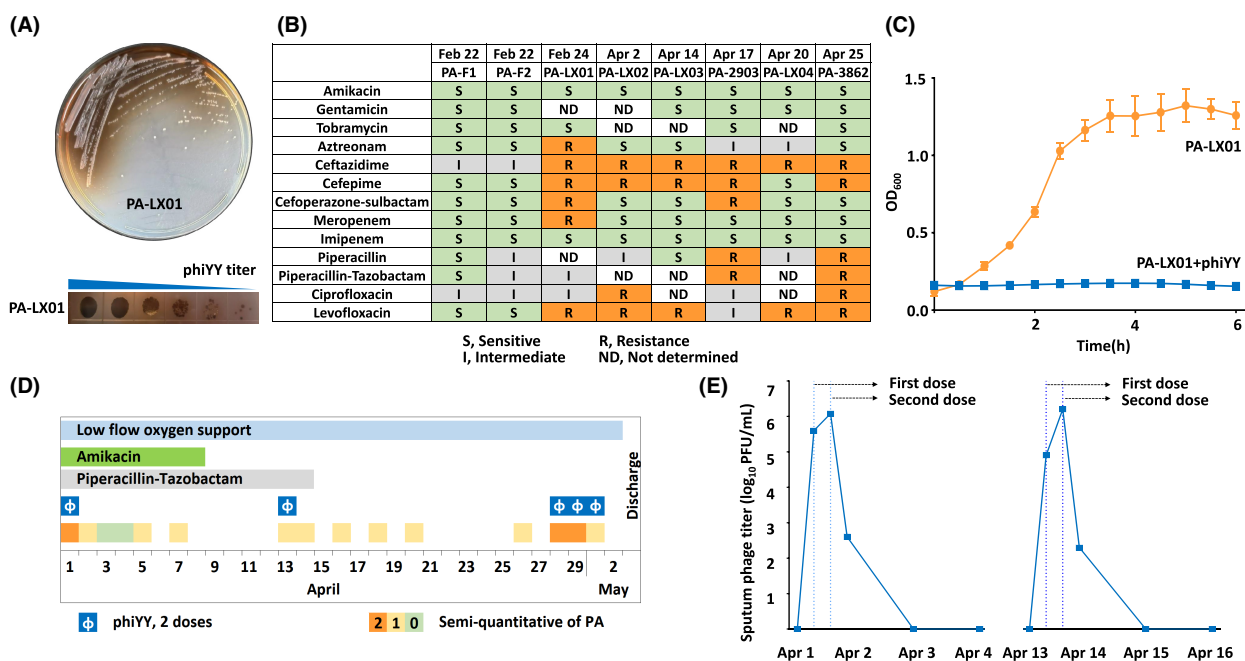 (A)
PA-LX01
phiYY titer
PA-LX01
(B)
Feb 22 Feb 22 Feb 24 Apr 2 Apr 14 Apr 17 Apr 20 Apr 25
PA-F1 PA-F2 PA-LX01 PA-LX02 PA-LX03 PA-2903 PA-LX04 PA-3862
Amikacin S S S S S S S S
Gentamicin S S ND ND S S S S
Tobramycin S S S ND ND S ND S
Aztreonam S S R S S I I S
Ceftazidime I I R R R R R R
Cefepime S S R R R R S R
Cefoperazone-sulbactam S S R S S R S S
Meropenem S S R S S S S S
Imipenem S S S S S S S S
Piperacillin S I ND I S R I R
Piperacillin-Tazobactam S I I ND ND R ND R
Ciprofloxacin I I I R ND I ND R
Levofloxacin S S R R R I R R
S, Sensitive R, Resistance
I, Intermediate ND, Not determined
(C)
OD600
1.5
1.0
0.5
0.0
PA-LX01
PA-LX01+phiYY
2 4 6
Time(h)
(D)
Low flow oxygen support
Amikacin
Piperacillin-Tazobactam
Discharge
ϕ ϕ ϕ ϕ ϕ
1 3 5 7 9 11 13 15 17 19 21 23 25 27 29 2
April May
ϕ phiYY, 2 doses
2 1 0 Semi-quantitative of PA
(E)
Sputum phage titer (log10 PFU/mL)
7
6
5
4
3
2
1
First dose
Second dose
First dose
Second dose
Apr 1 Apr 2 Apr 3 Apr 4 Apr 13 Apr 14 Apr 15 Apr 16